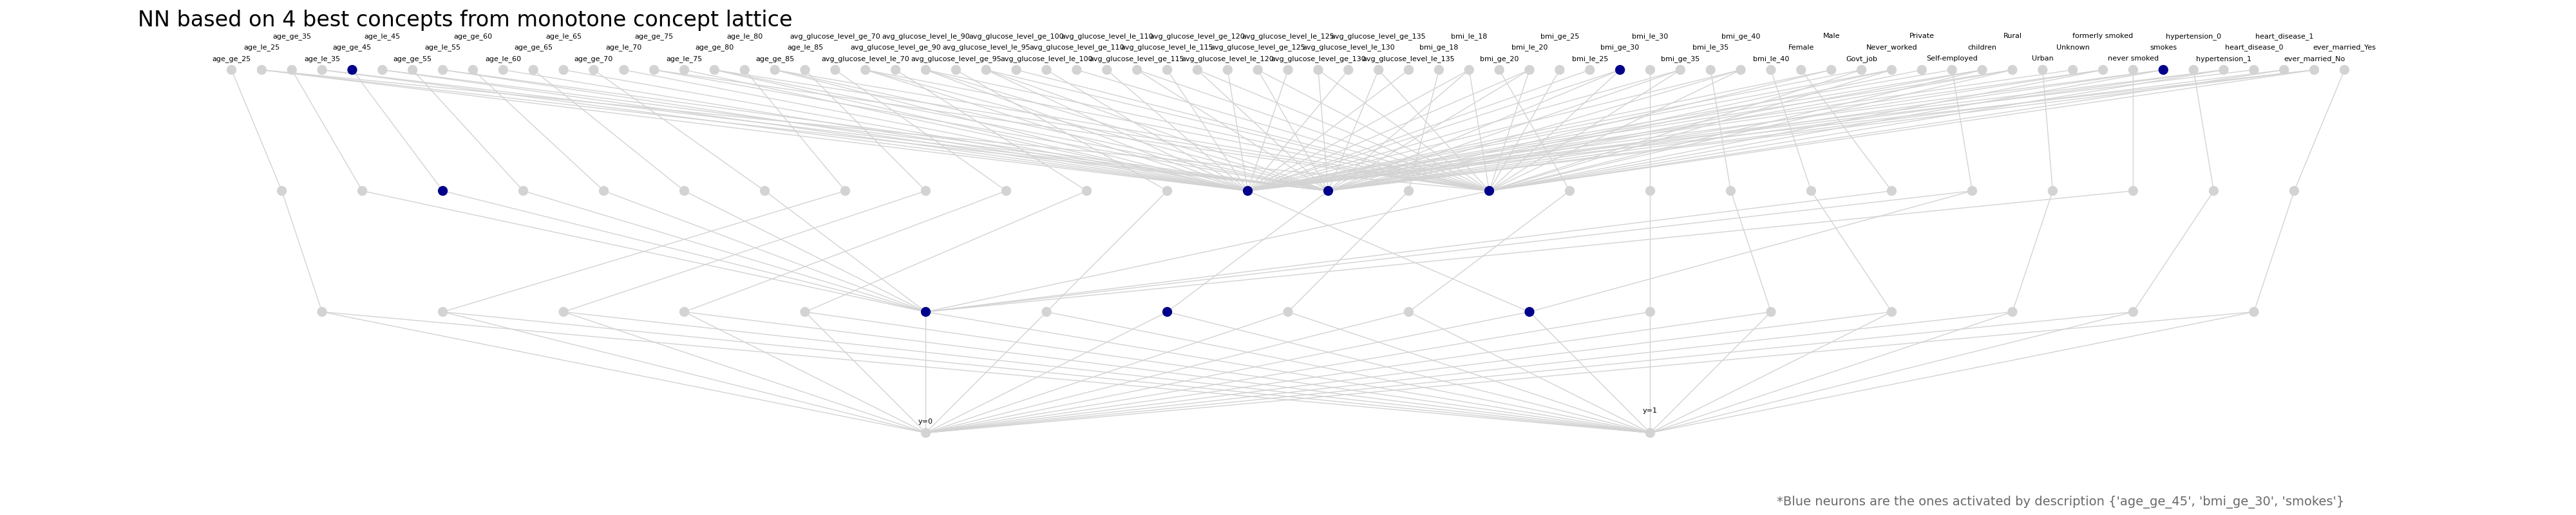 NN based on 4 best concepts from monotone concept lattice
age_ge_35 age_le_45 age_ge_60 age_le_65 age_ge_75 age_le_80 avg_glucose_level_ge70 avg_glucose_level_le_90 avg_glucose_level_ge_100 avg_glucose_level_le_110 avg_glucose_level_ge_120 avg_glucose_level_le_125 avg_glucose_level_ge_135 bmi_le_18 bmi_ge_25 bmi_le_30 bmi_ge_40 Male Private Rural formerly smoked hypertension_0 heart_disease_1
age_le_25 age_ge_45 age_le_55 age_ge_65 age_le_70 age_ge_80 age_le_85 avg_glucose_level_ge_90 avg_glucose_level_le_95 avg_glucose_level_ge_110 avg_glucose_level_le_115 avg_glucose_level_ge_125 avg_glucose_level_le_130 bmi_ge_18 bmi_le_20 bmi_ge_30 bmi_le_35 Female Never_worked children Unknown smokes heart_disease_0 ever_married_Yes
age_ge_25 age_le_35 age_ge_55 age_le_60 age_ge_70 age_le_75 age_ge_85 avg_glucose_level_le_70 avg_glucose_level_ge_95 avg_glucose_level_le_100 avg_glucose_level_ge_115 avg_glucose_level_le_120 avg_glucose_level_ge_130 avg_glucose_level_le_135 bmi_ge_20 bmi_le_25 bmi_ge_35 bmi_le_40 Govt_job Self-employed Urban never smoked hypertension_1 ever_married_No
y=1
y=0
*Blue neurons are the ones activated by description {'age_ge_45', 'bmi_ge_30', 'smokes'}